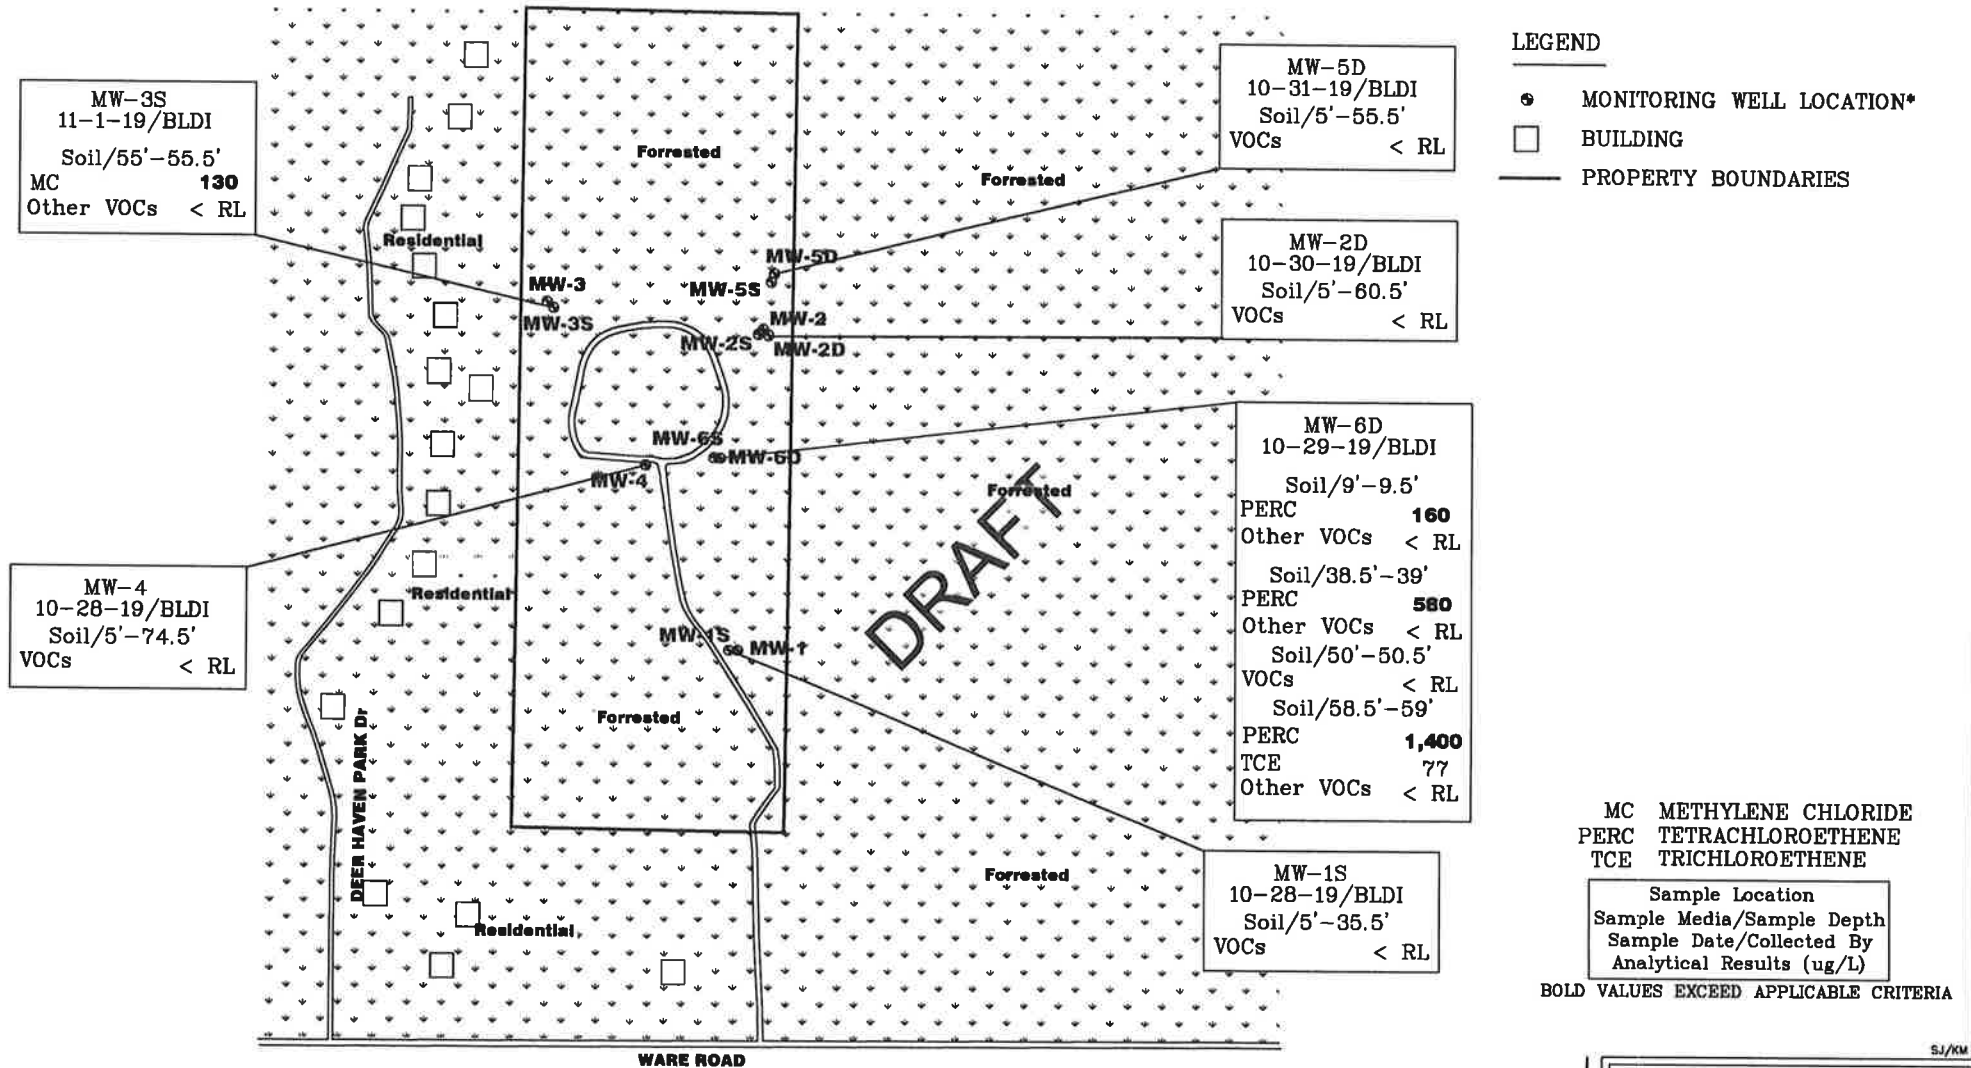 MW-3S
11-1-19/BLDI
Soil/55'-55.5'
MC 130
Other VOCs < RL
MW-4
10-28-19/BLDI
Soil/5'-74.5'
VOCs < RL
Forrested
Forrested
Residential
MW-5D
MW-5S
MW-3
MW-3S
MW-2
MW-2S
MW-2D
MW-6S
MW-6D
MW-4
Forrested
DRAFT
Residential
MW-1S
MW-1
Forrested
DEER HAVEN PARK Dr
Forrested
Residential
WARE ROAD
MW-5D
10-31-19/BLDI
Soil/5'-55.5'
VOCs < RL
MW-2D
10-30-19/BLDI
Soil/5'-60.5'
VOCs < RL
MW-6D
10-29-19/BLDI
Soil/9'-9.5'
PERC 160
Other VOCs < RL
Soil/38.5'-39'
PERC 580
Other VOCs < RL
Soil/50'-50.5'
VOCs < RL
Soil/58.5'-59'
PERC 1,400
TCE 77
Other VOCs < RL
MW-1S
10-28-19/BLDI
Soil/5'-35.5'
VOCs < RL
LEGEND
MONITORING WELL LOCATION*
BUILDING
PROPERTY BOUNDARIES
MC METHYLENE CHLORIDE
PERC TETRACHLOROETHENE
TCE TRICHLOROETHENE
Sample Location
Sample Media/Sample Depth
Sample Date/Collected By
Analytical Results (ug/L)
BOLD VALUES EXCEED APPLICABLE CRITERIA
SJ/KM